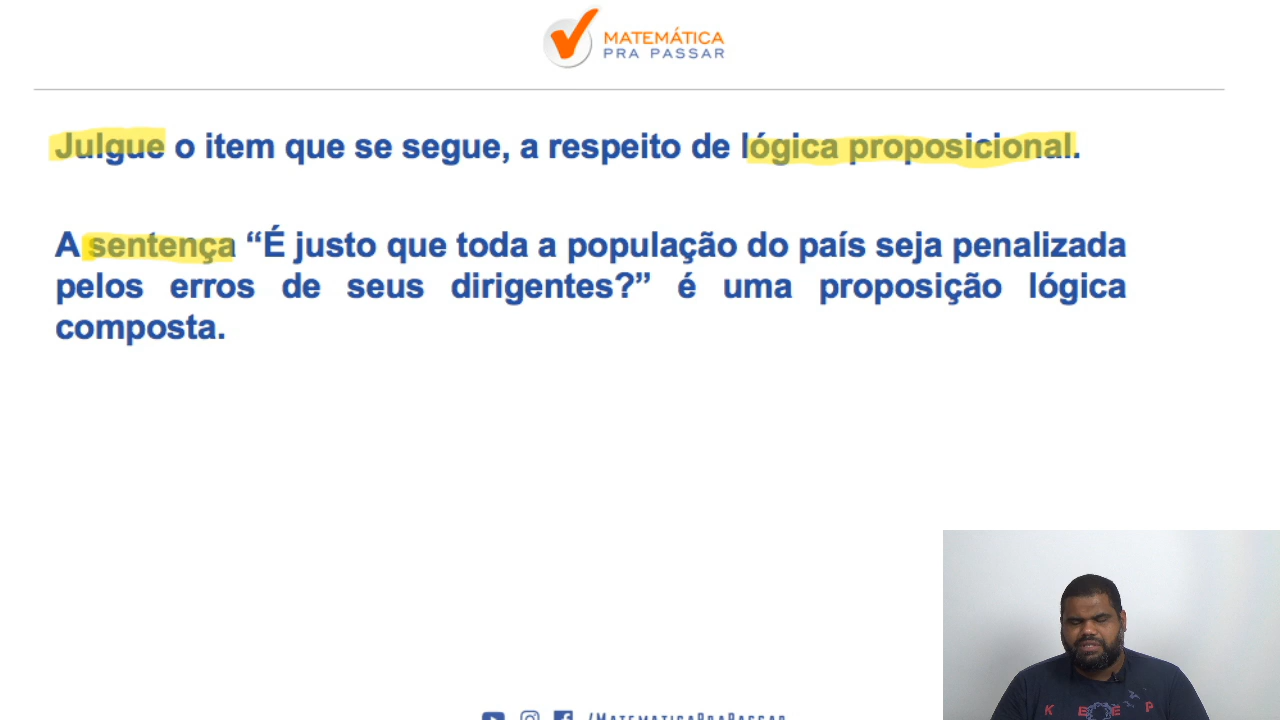 MATEMÁTICA
PRA PASSAR
Julgue o item que se segue, a respeito de lógica proposicional.
A sentença “É justo que toda a população do país seja penalizada
pelos erros de seus dirigentes?” é uma proposição lógica
composta.
/MATEMATICAPRAPASSAR
K E E P